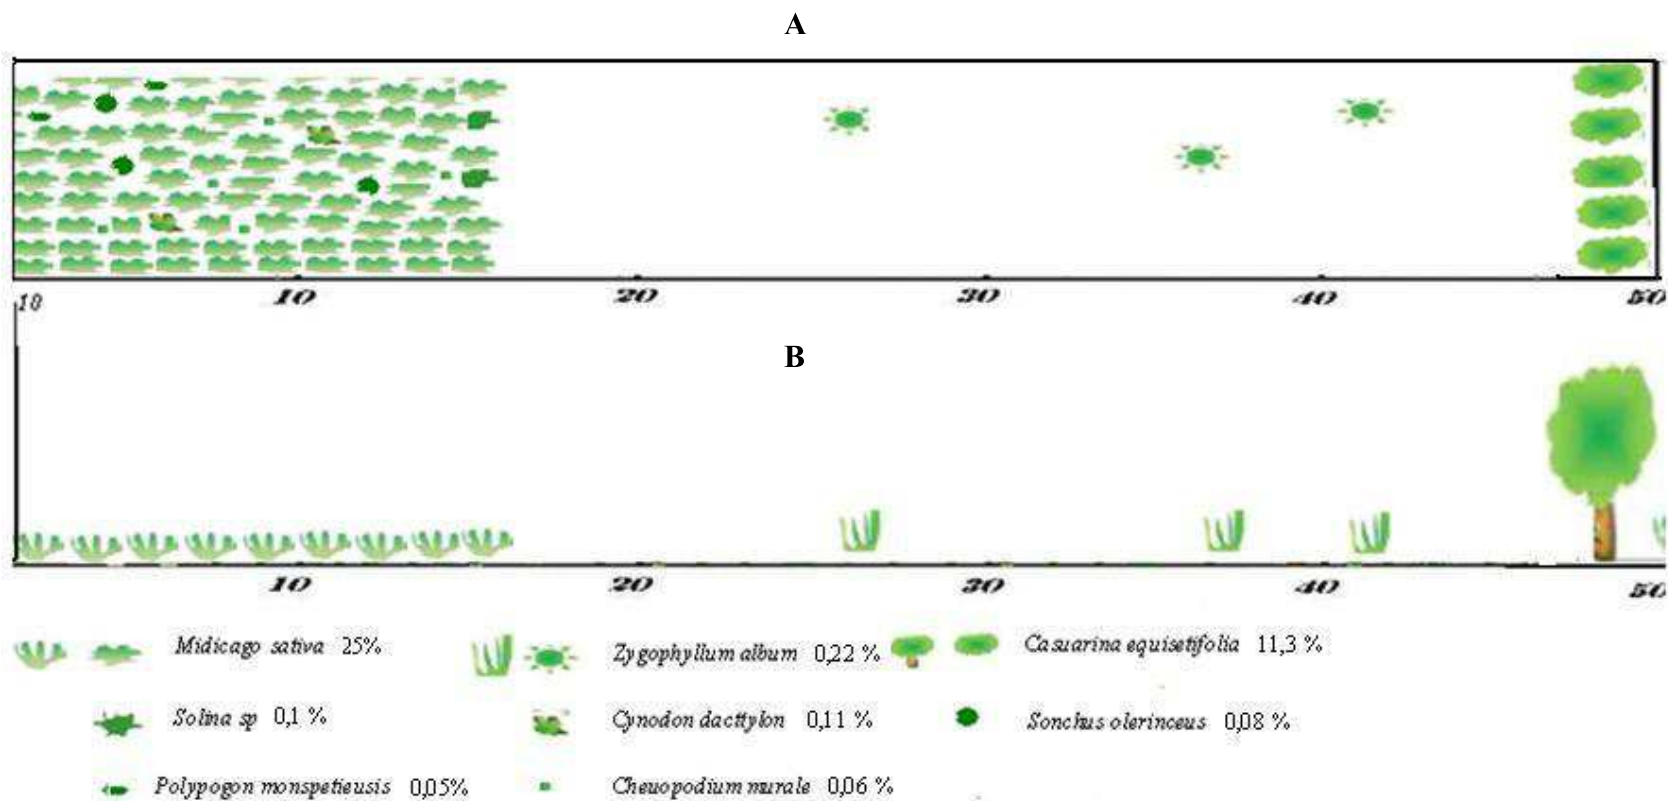 A
10 20 30 40 50
10
B
10 20 30 40 50
Midicago sativa 25% Zygophyllum album 0,22 % Casuarina equisetifolia 11,3 %
Solina sp 0,1 % Cynodon dacttylon 0,11 % Sonchus olerinceus 0,08 %
Polypogon monspetieusis 0,05% Cheuopodium murale 0,06 %